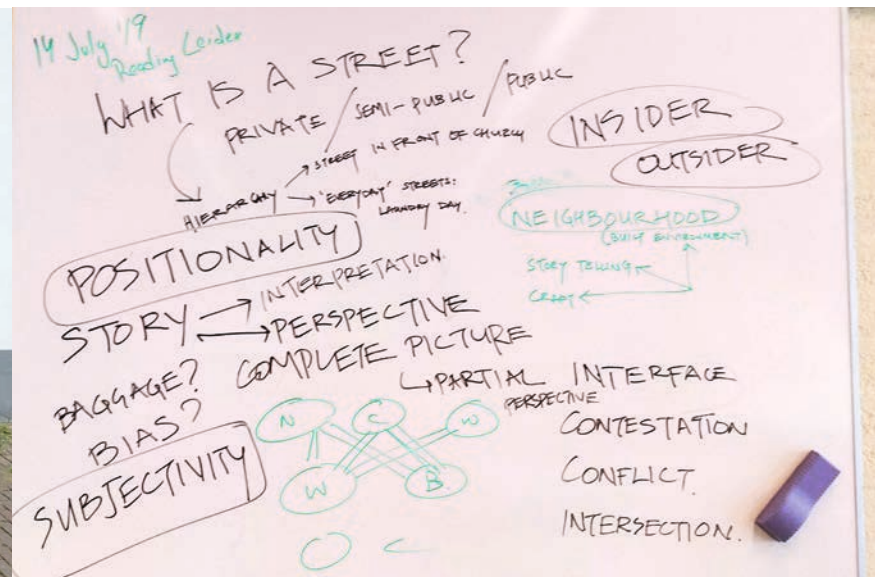 14 July '19
Reading Leiden
WHAT IS A STREET?
PRIVATE / SEMI-PUBLIC / PUBLIC
HIERARCHY
STREET IN FRONT OF CHURCH
'EVERYDAY' STREETS:
LAUNDRY DAY.
INSIDER
OUTSIDER
NEIGHBOURHOOD
(BUILT ENVIRONMENT)
STORY TELLING
CRAFT
POSITIONALITY
STORY
INTERPRETATION.
PERSPECTIVE
BAGGAGE?
BIAS?
COMPLETE PICTURE
PARTIAL
PERSPECTIVE
SUBJECTIVITY
N C W
W B
INTERFACE
CONTESTATION
CONFLICT.
INTERSECTION.